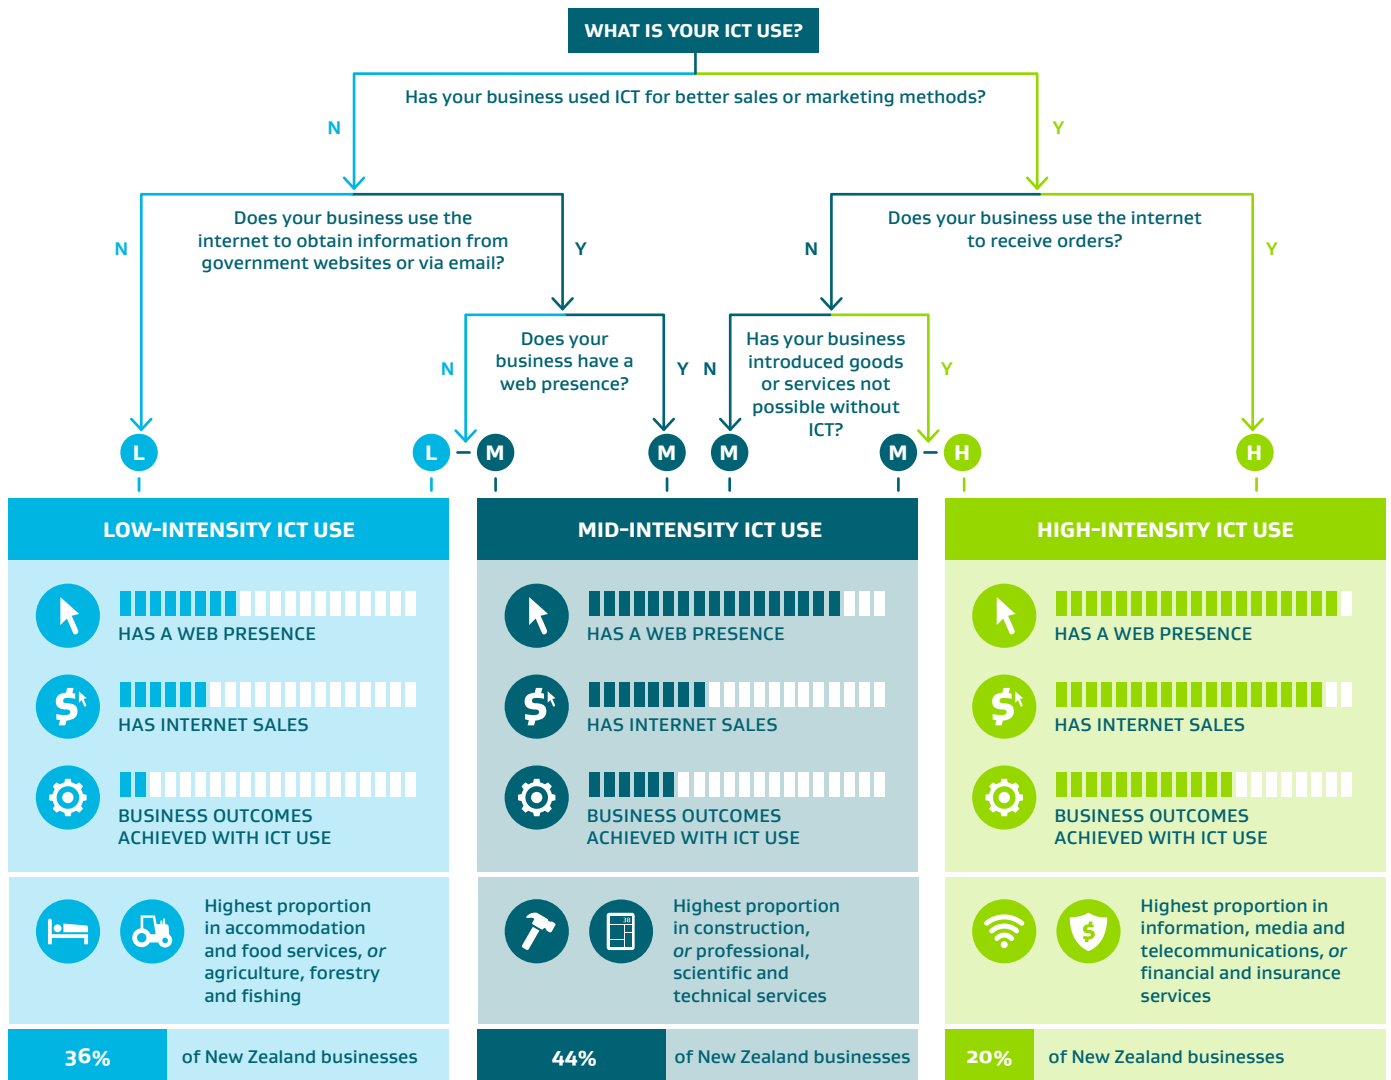 WHAT IS YOUR ICT USE?
Has your business used ICT for better sales or marketing methods?
N
Y
Does your business use the
internet to obtain information from
government websites or via email?
N
Y
Does your business use the internet
to receive orders?
N
Y
Does your
business have a
web presence?
N
Y
Has your business
introduced goods
or services not
possible without
ICT?
N
Y
L
L
M
M
M
M
H
H
LOW-INTENSITY ICT USE
HAS A WEB PRESENCE
$
HAS INTERNET SALES
BUSINESS OUTCOMES
ACHIEVED WITH ICT USE
Highest proportion
in accommodation
and food services, or
agriculture, forestry
and fishing
36%
of New Zealand businesses
MID-INTENSITY ICT USE
HAS A WEB PRESENCE
$
HAS INTERNET SALES
BUSINESS OUTCOMES
ACHIEVED WITH ICT USE
38
Highest proportion
in construction,
or professional,
scientific and
technical services
44%
of New Zealand businesses
HIGH-INTENSITY ICT USE
HAS A WEB PRESENCE
$
HAS INTERNET SALES
BUSINESS OUTCOMES
ACHIEVED WITH ICT USE
$
Highest proportion in
information, media and
telecommunications, or
financial and insurance
services
20%
of New Zealand businesses